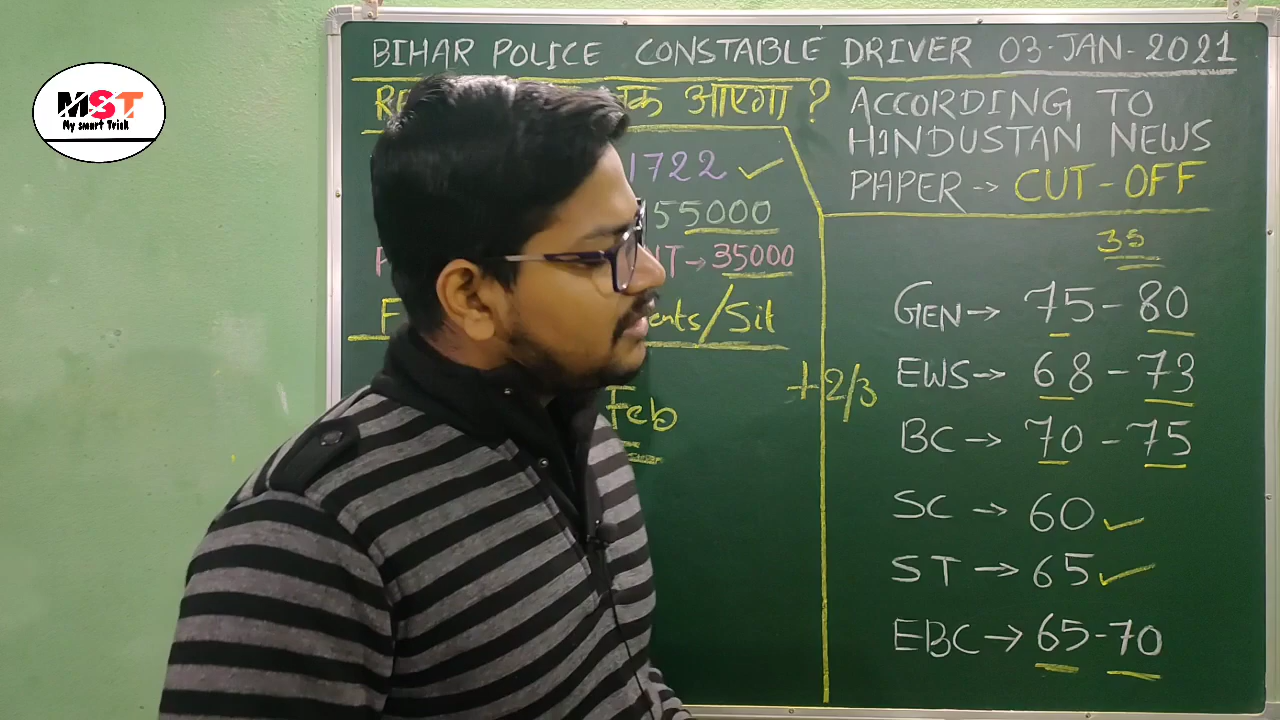 MST
My smart Trick
BIHAR POLICE CONSTABLE DRIVER 03-JAN-2021
तक आएगा ?
1722
55000
→ 35000
/Sit
Feb
ACCORDING TO
HINDUSTAN NEWS
PAPER → CUT-OFF
35
GEN → 75-80
EWS → 68-73
+2/3
BC → 70-75
SC → 60
ST → 65
EBC → 65-70